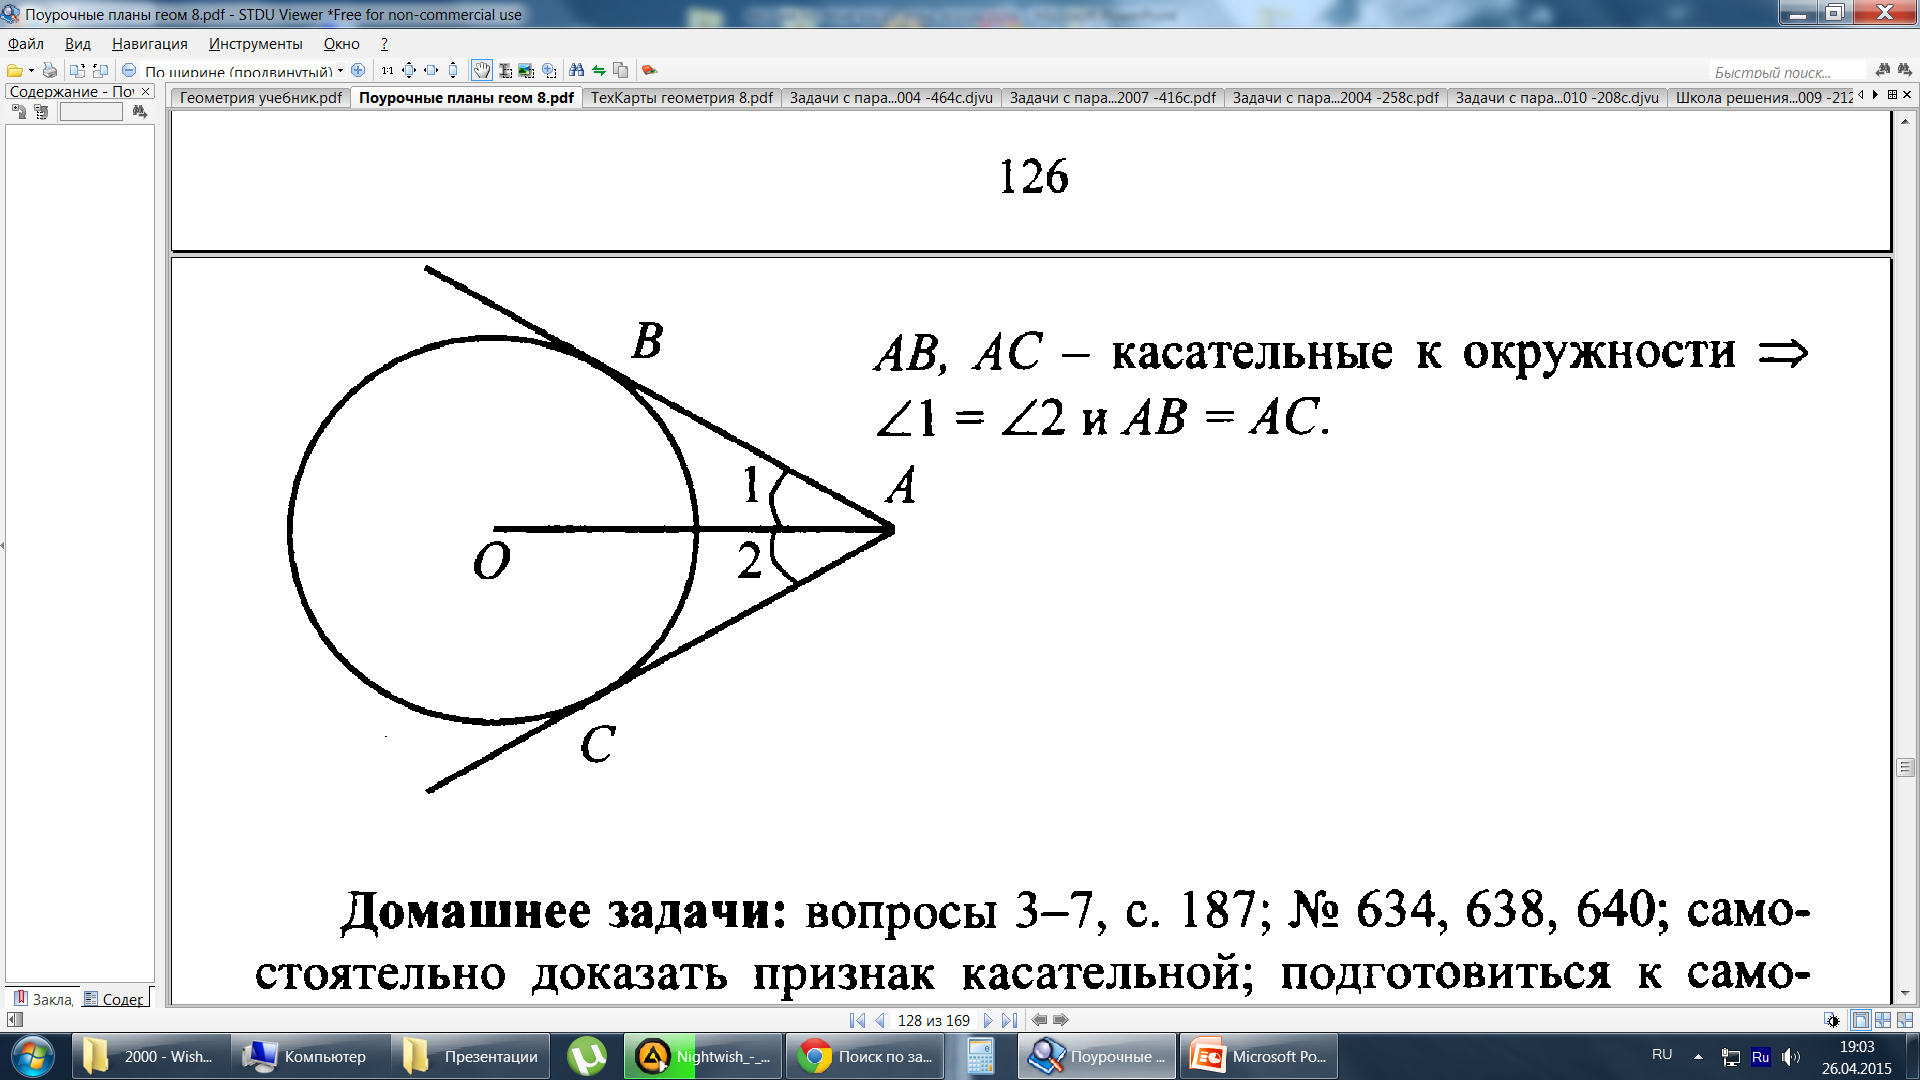 Поурочные планы геом 8.pdf - STDU Viewer *Free for non-commercial use
Файл Вид Навигация Инструменты Окно ?
По ширине (продвинутый) 1:1 Быстрый поиск...
Содержание - По
Геометрия учебник.pdf Поурочные планы геом 8.pdf ТехКарты геометрия 8.pdf Задачи с пара...004 -464с.djvu Задачи с пара...2007 -416с.pdf Задачи с пара...2004 -258с.pdf Задачи с пара...010 -208с.djvu Школа решения...009 -212
126
B
AB, AC – касательные к окружности ⇒
∠1 = ∠2 и AB = AC.
1
A
O
2
C
Домашнее задачи: вопросы 3–7, с. 187; № 634, 638, 640; само-
стоятельно доказать признак касательной; подготовиться к само-
Закла, Содер
128 из 169
2000 - Wish... Компьютер Презентации Nightwish_-_... Поиск по за... Поурочные ... Microsoft Po... RU Ru 19:03
26.04.2015